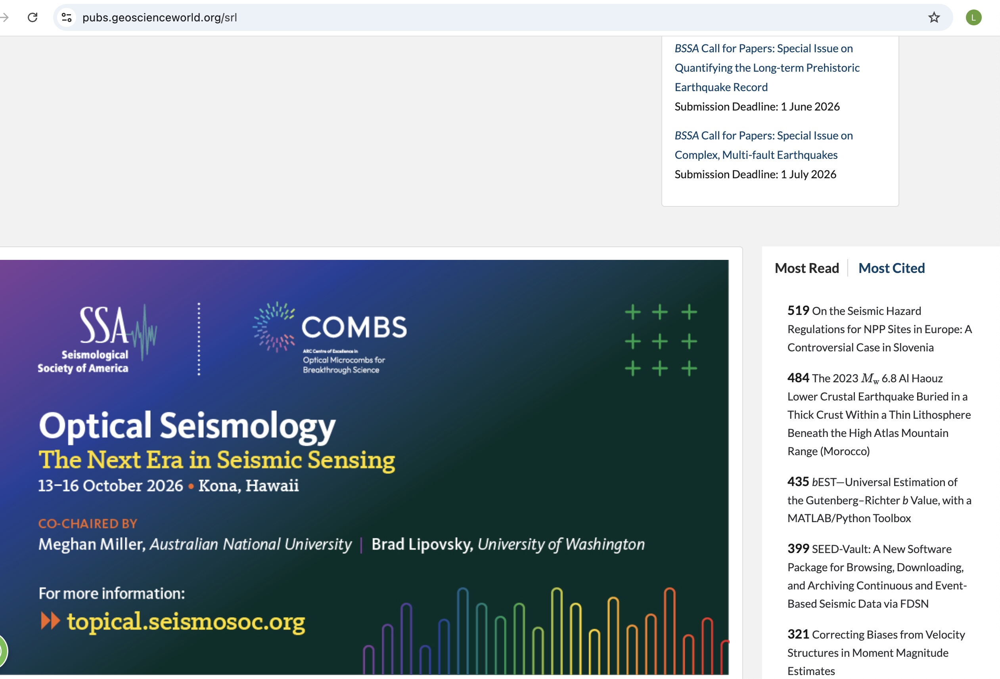 pubs.geoscienceworld.org/srl
L
BSSA Call for Papers: Special Issue on
Quantifying the Long-term Prehistoric
Earthquake Record
Submission Deadline: 1 June 2026
BSSA Call for Papers: Special Issue on
Complex, Multi-fault Earthquakes
Submission Deadline: 1 July 2026
SSA
Seismological
Society of America
COMBS
ARC Centre of Excellence in
Optical Microcombs for
Breakthrough Science
Optical Seismology
The Next Era in Seismic Sensing
13–16 October 2026 • Kona, Hawaii
CO-CHAIRED BY
Meghan Miller, Australian National University | Brad Lipovsky, University of Washington
For more information:
topical.seismosoc.org
Most Read
Most Cited
519 On the Seismic Hazard
Regulations for NPP Sites in Europe: A
Controversial Case in Slovenia
484 The 2023 Mw 6.8 Al Haouz
Lower Crustal Earthquake Buried in a
Thick Crust Within a Thin Lithosphere
Beneath the High Atlas Mountain
Range (Morocco)
435 bEST—Universal Estimation of
the Gutenberg–Richter b Value, with a
MATLAB/Python Toolbox
399 SEED-Vault: A New Software
Package for Browsing, Downloading,
and Archiving Continuous and Event-
Based Seismic Data via FDSN
321 Correcting Biases from Velocity
Structures in Moment Magnitude
Estimates